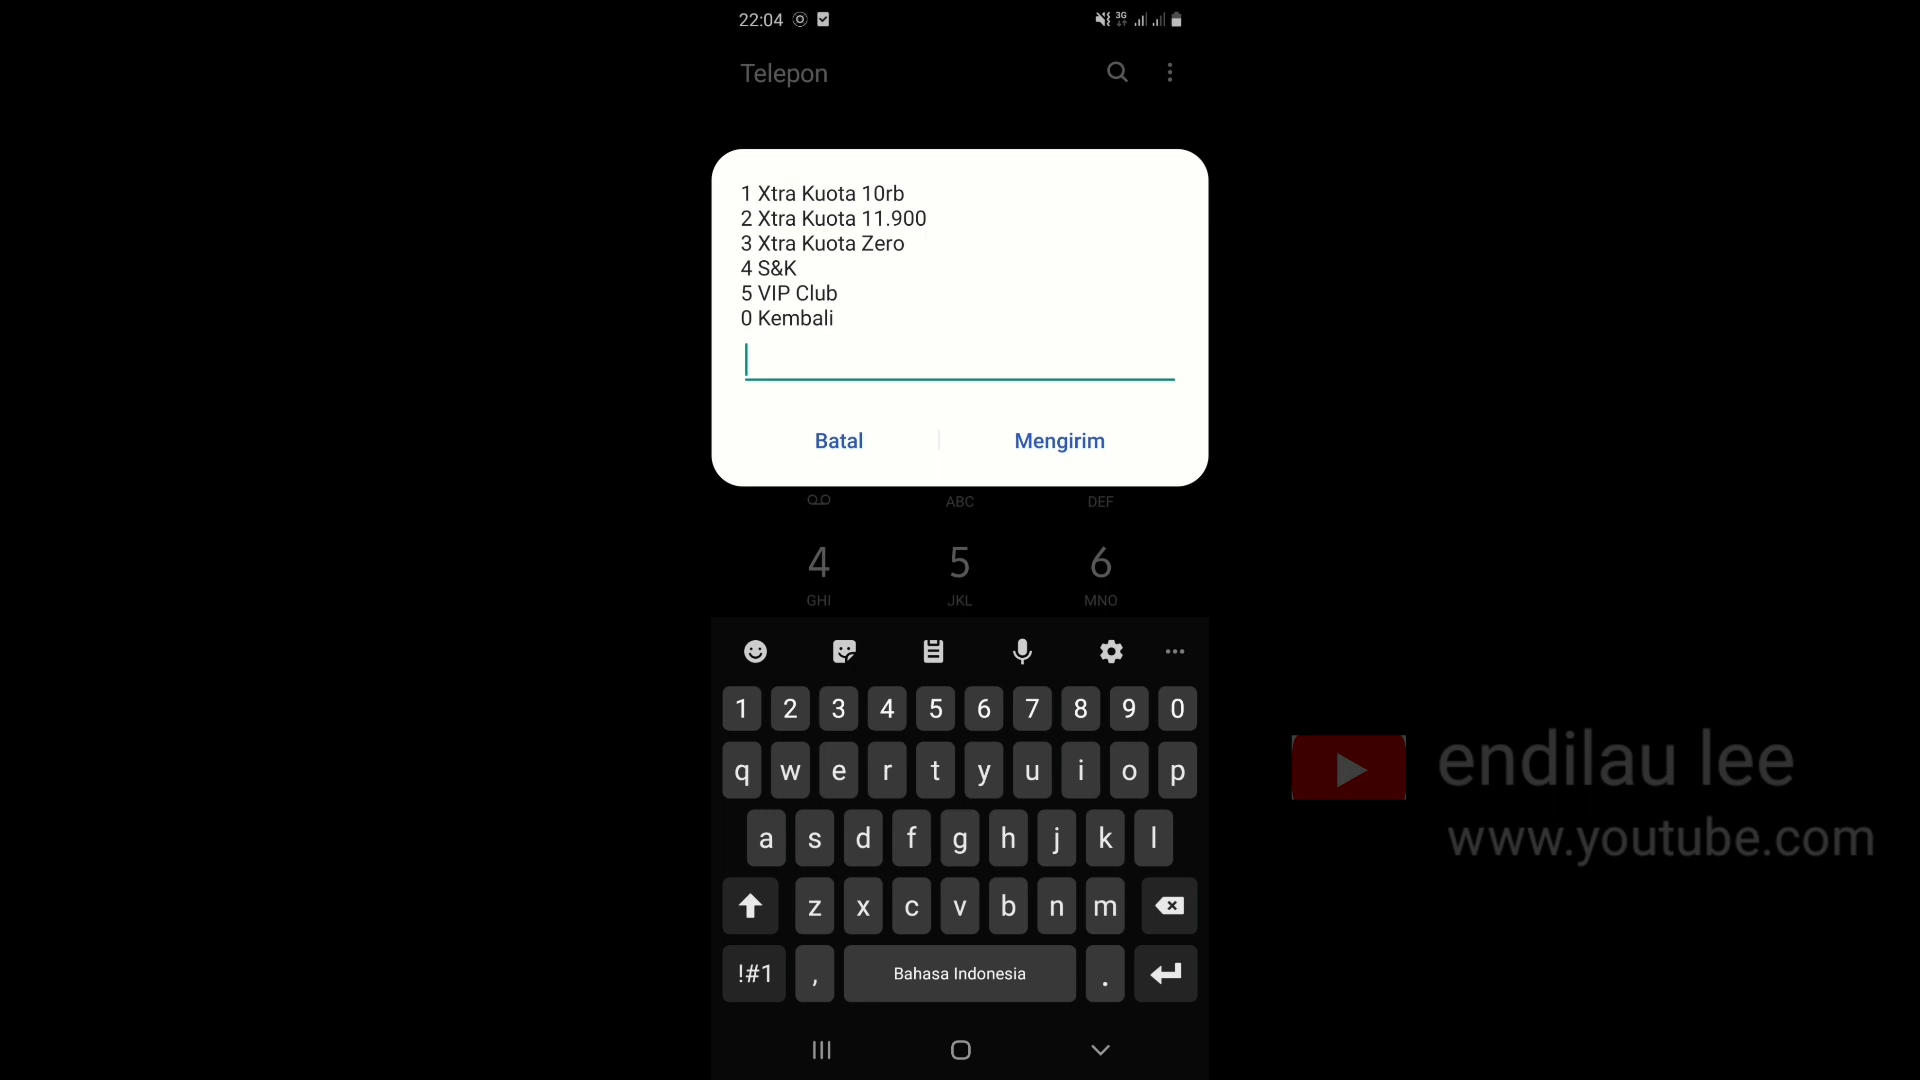 22:04
3G
Telepon
1 Xtra Kuota 10rb
2 Xtra Kuota 11.900
3 Xtra Kuota Zero
4 S&K
5 VIP Club
0 Kembali
Batal
Mengirim
ABC
DEF
4
5
6
GHI
JKL
MNO
1 2 3 4 5 6 7 8 9 0
q w e r t y u i o p
a s d f g h j k l
z x c v b n m
!#1 , Bahasa Indonesia .
endilau lee
www.youtube.com